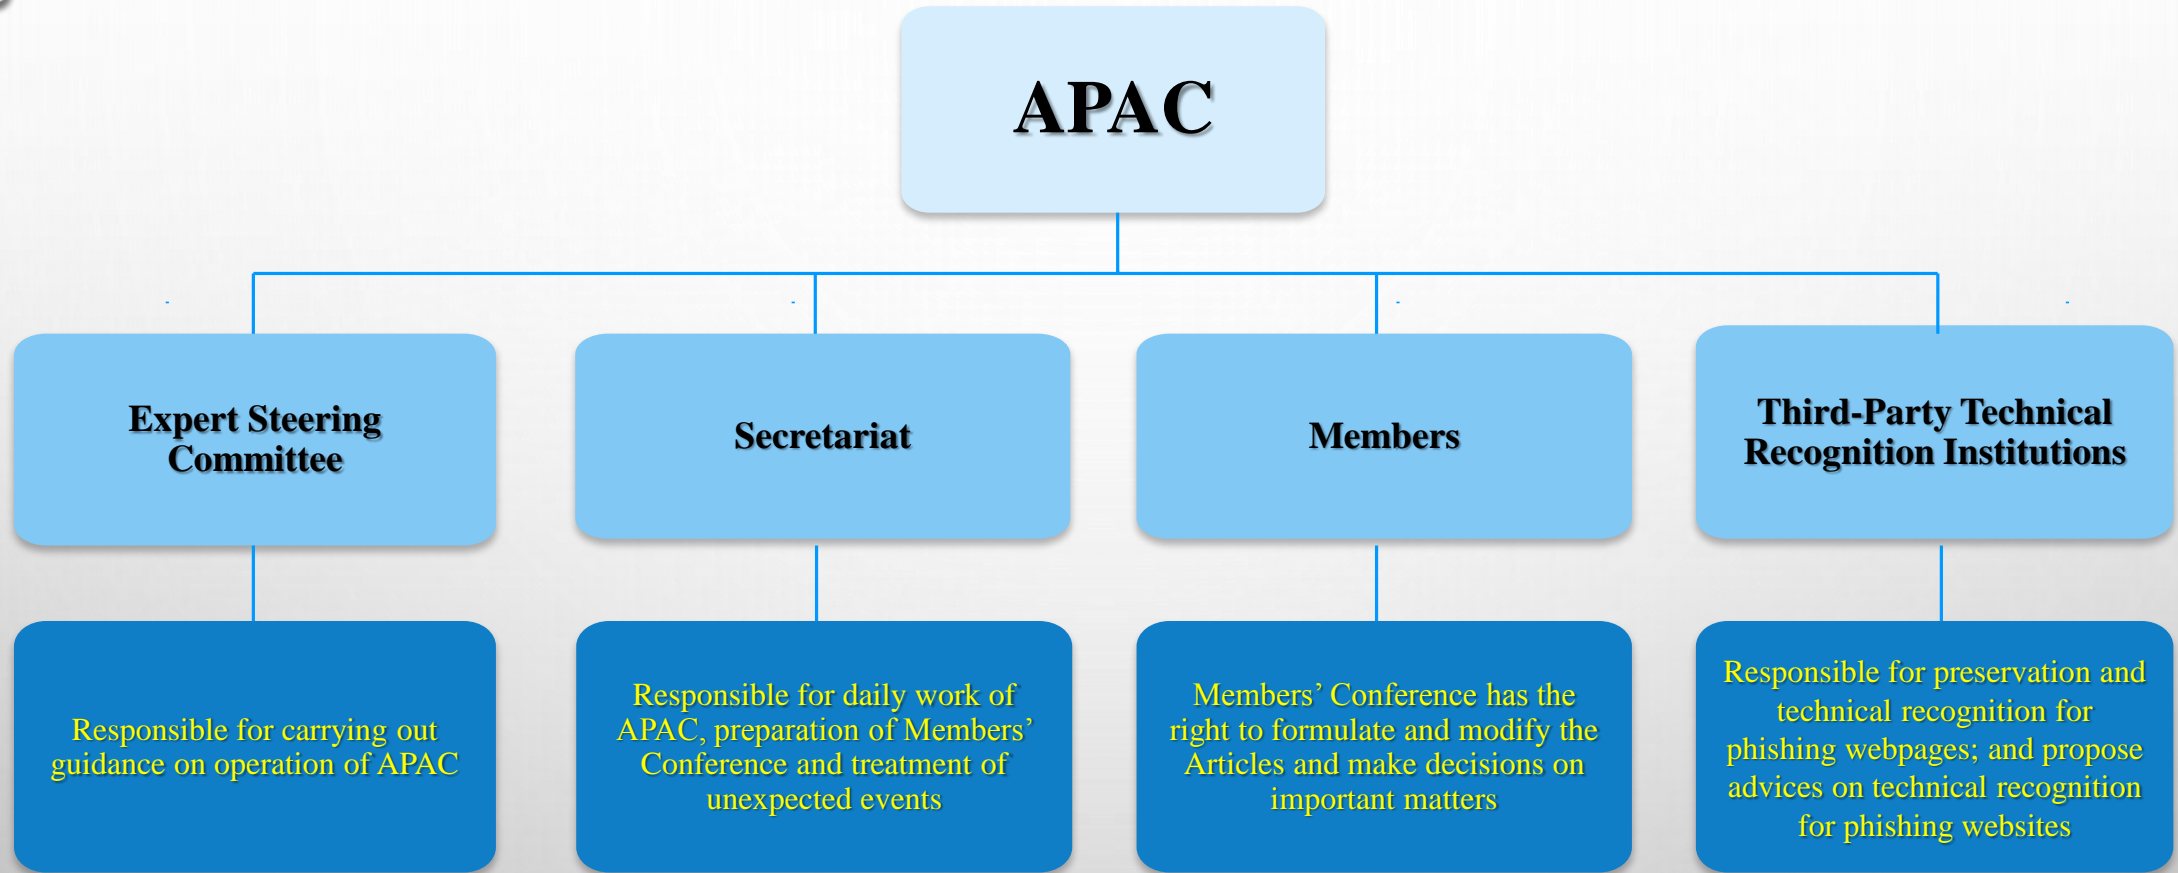 APAC
Expert Steering
Committee
Secretariat
Members
Third-Party Technical
Recognition Institutions
Responsible for carrying out
guidance on operation of APAC
Responsible for daily work of
APAC, preparation of Members’
Conference and treatment of
unexpected events
Members’ Conference has the
right to formulate and modify the
Articles and make decisions on
important matters
Responsible for preservation and
technical recognition for
phishing webpages; and propose
advices on technical recognition
for phishing websites